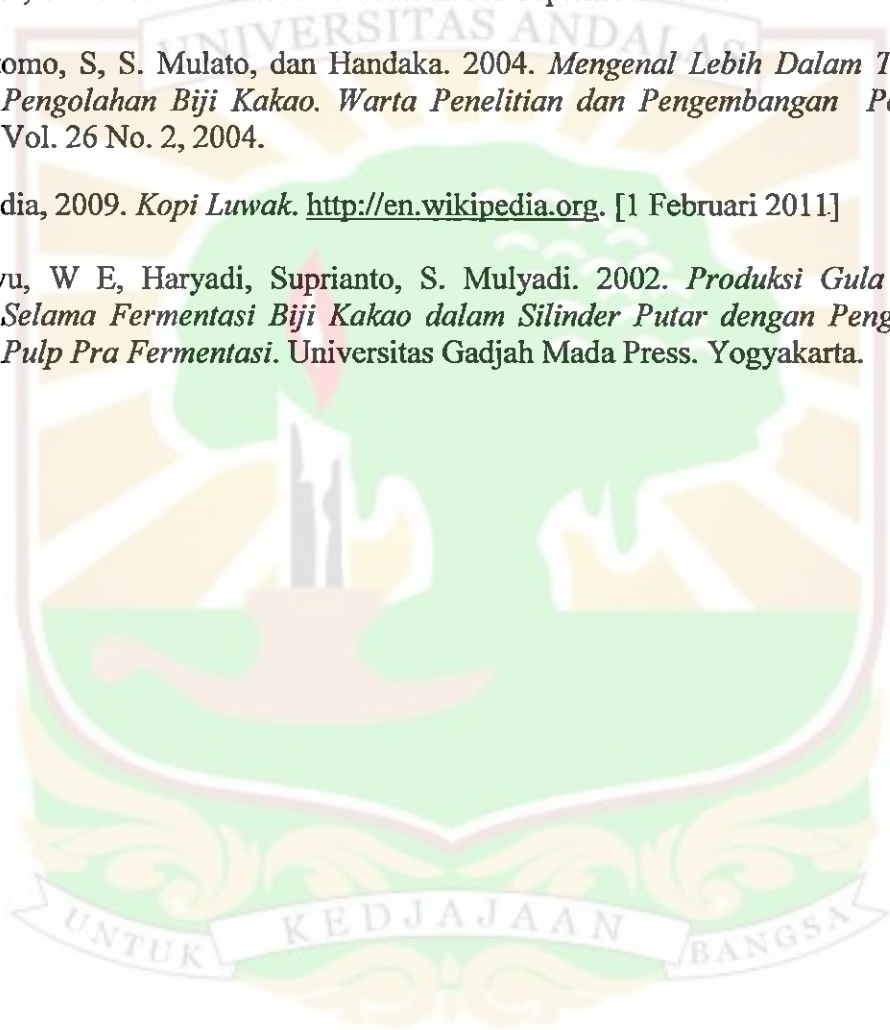 UNIVERSITAS ANDALAS
tomo, S, S. Mulato, dan Handaka. 2004. Mengenal Lebih Dalam T
Pengolahan Biji Kakao. Warta Penelitian dan Pengembangan Pe
Vol. 26 No. 2, 2004.
dia, 2009. Kopi Luwak. http://en.wikipedia.org. [1 Februari 2011]
yu, W E, Haryadi, Suprianto, S. Mulyadi. 2002. Produksi Gula
Selama Fermentasi Biji Kakao dalam Silinder Putar dengan Peng
Pulp Pra Fermentasi. Universitas Gadjah Mada Press. Yogyakarta.
UNTUK KEDJAJAAN BANGSA